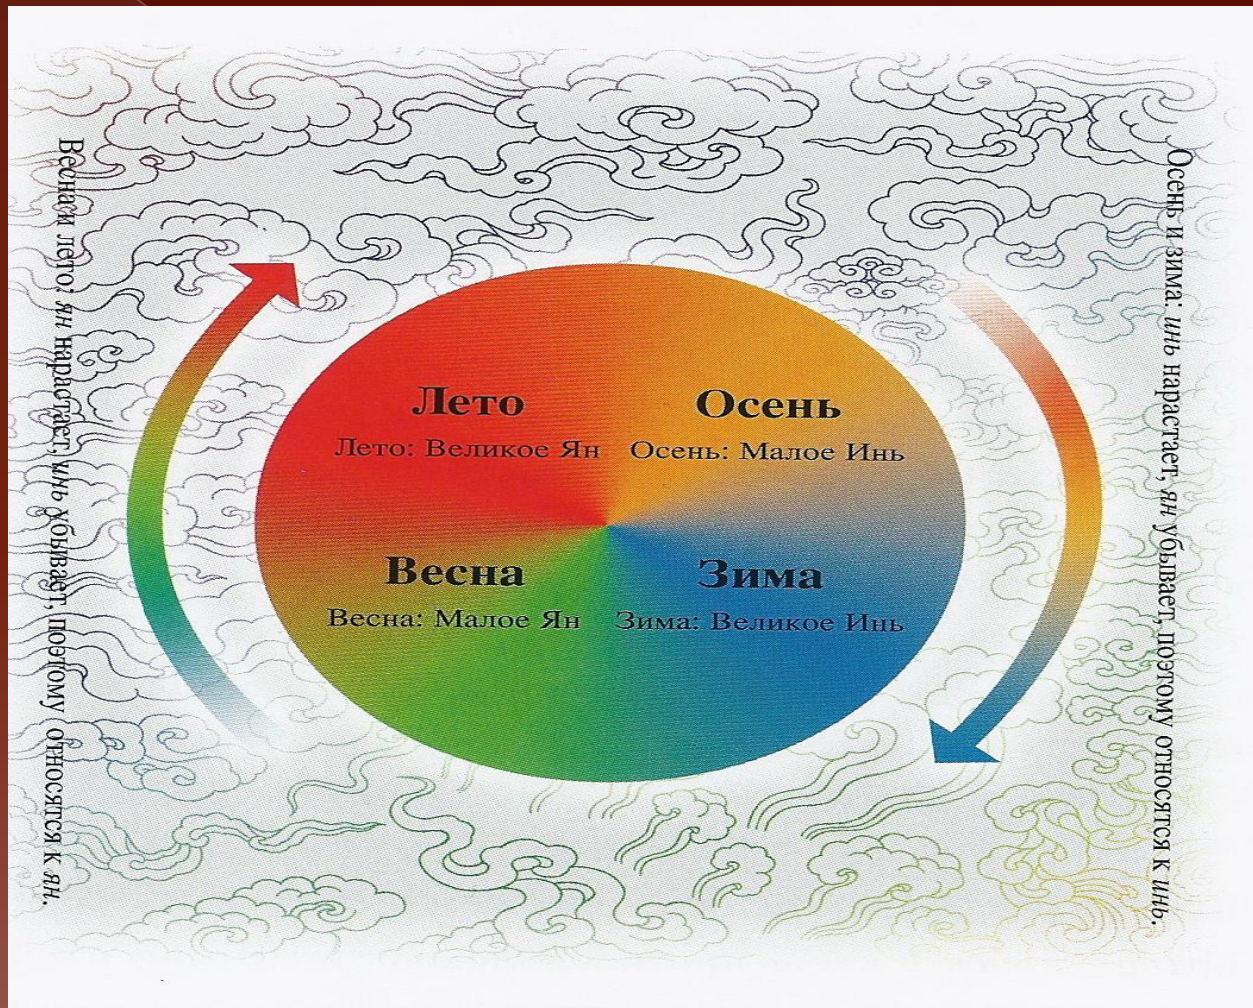 Весна и лето: ян нарастает, инь убывает, поэтому относятся к ян.
Лето
Лето: Великое Ян
Осень
Осень: Малое Инь
Весна
Весна: Малое Ян
Зима
Зима: Великое Инь
Осень и зима: инь нарастает, ян убывает, поэтому относятся к инь.